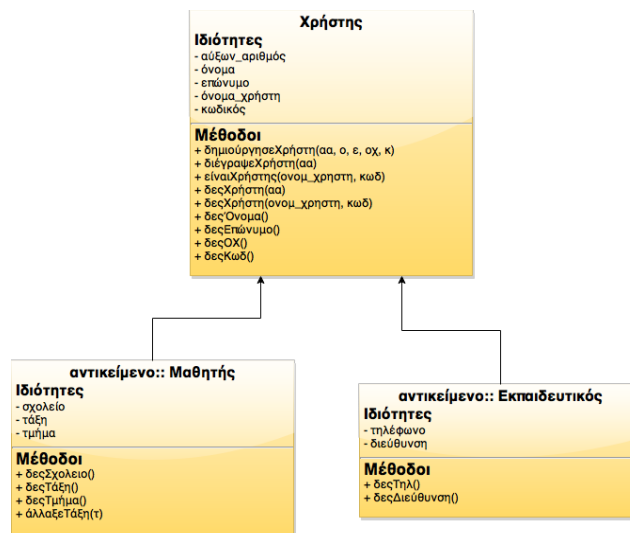 Χρήστης
Ιδιότητες
- αύξων_αριθμός
- όνομα
- επώνυμο
- όνομα_χρήστη
- κωδικός
Μέθοδοι
+ δημιούργησεΧρήστη(αα, ο, ε, οχ, κ)
+ διέγραψεΧρήστη(αα)
+ είναιΧρήστης(ονομ_χρηστη, κωδ)
+ δεςΧρήστη(αα)
+ δεςΧρήστη(ονομ_χρηστη, κωδ)
+ δεςΌνομα()
+ δεςΕπώνυμο()
+ δεςΟΧ()
+ δεςΚωδ()
αντικείμενο:: Μαθητής
Ιδιότητες
- σχολείο
- τάξη
- τμήμα
Μέθοδοι
+ δεςΣχολειο()
+ δεςΤάξη()
+ δεςΤμήμα()
+ άλλαξεΤάξη(τ)
αντικείμενο:: Εκπαιδευτικός
Ιδιότητες
- τηλέφωνο
- διεύθυνση
Μέθοδοι
+ δεςΤηλ()
+ δεςΔιεύθυνση()